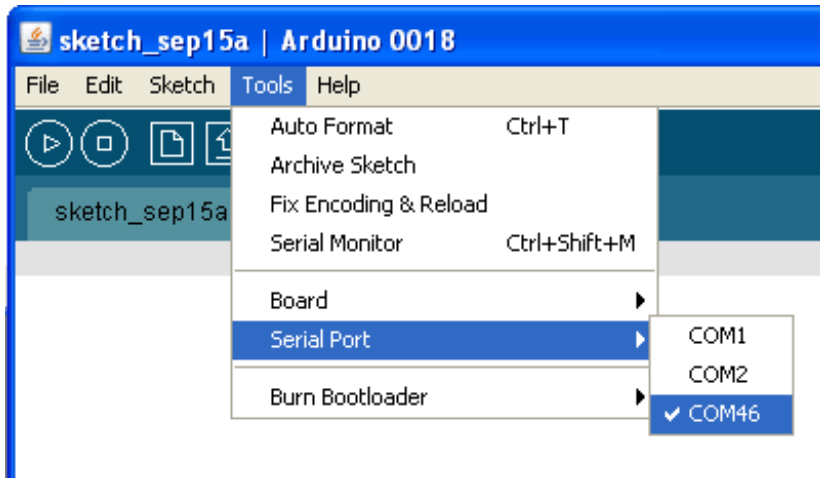 sketch_sep15a | Arduino 0018
File Edit Sketch Tools Help
Auto Format Ctrl+T
Archive Sketch
sketch_sep15a
Fix Encoding & Reload
Serial Monitor Ctrl+Shift+M
Board
Serial Port
Burn Bootloader
COM1
COM2
COM46